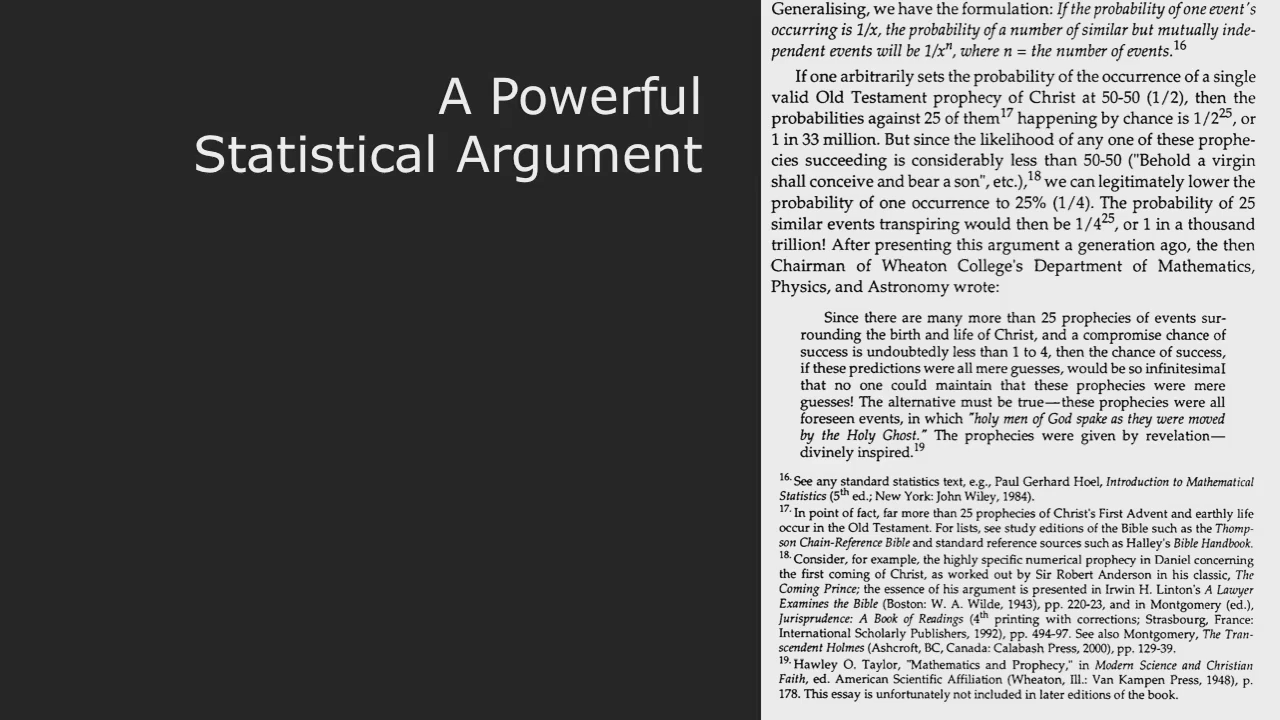 A Powerful
Statistical Argument
Generalising, we have the formulation: If the probability of one event's
occurring is 1/x, the probability of a number of similar but mutually inde-
pendent events will be 1/xⁿ, where n = the number of events.¹⁶
If one arbitrarily sets the probability of the occurrence of a single
valid Old Testament prophecy of Christ at 50-50 (1/2), then the
probabilities against 25 of them¹⁷ happening by chance is 1/2²⁵, or
1 in 33 million. But since the likelihood of any one of these prophe-
cies succeeding is considerably less than 50-50 ("Behold a virgin
shall conceive and bear a son", etc.),¹⁸ we can legitimately lower the
probability of one occurrence to 25% (1/4). The probability of 25
similar events transpiring would then be 1/4²⁵, or 1 in a thousand
trillion! After presenting this argument a generation ago, the then
Chairman of Wheaton College's Department of Mathematics,
Physics, and Astronomy wrote:
Since there are many more than 25 prophecies of events sur-
rounding the birth and life of Christ, and a compromise chance of
success is undoubtedly less than 1 to 4, then the chance of success,
if these predictions were all mere guesses, would be so infinitesimal
that no one could maintain that these prophecies were mere
guesses! The alternative must be true—these prophecies were all
foreseen events, in which "holy men of God spake as they were moved
by the Holy Ghost." The prophecies were given by revelation—
divinely inspired.¹⁹
16. See any standard statistics text, e.g., Paul Gerhard Hoel, Introduction to Mathematical
Statistics (5th ed.; New York: John Wiley, 1984).
17. In point of fact, far more than 25 prophecies of Christ's First Advent and earthly life
occur in the Old Testament. For lists, see study editions of the Bible such as the Thomp-
son Chain-Reference Bible and standard reference sources such as Halley's Bible Handbook.
18. Consider, for example, the highly specific numerical prophecy in Daniel concerning
the first coming of Christ, as worked out by Sir Robert Anderson in his classic, The
Coming Prince; the essence of his argument is presented in Irwin H. Linton's A Lawyer
Examines the Bible (Boston: W. A. Wilde, 1943), pp. 220-23, and in Montgomery (ed.),
Jurisprudence: A Book of Readings (4th printing with corrections; Strasbourg, France:
International Scholarly Publishers, 1992), pp. 494-97. See also Montgomery, The Tran-
scendent Holmes (Ashcroft, BC, Canada: Calabash Press, 2000), pp. 129-39.
19. Hawley O. Taylor, "Mathematics and Prophecy," in Modern Science and Christian
Faith, ed. American Scientific Affiliation (Wheaton, Ill.: Van Kampen Press, 1948), p.
178. This essay is unfortunately not included in later editions of the book.